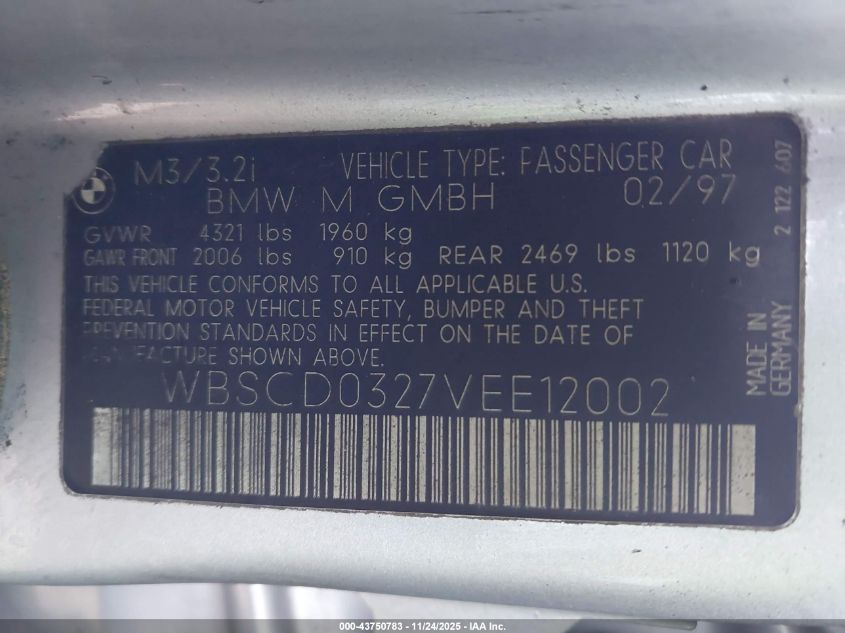 M3/3.2i VEHICLE TYPE: PASSENGER CAR
BMW M GMBH 02/97
GVWR 4321 lbs 1960 kg
GAWR FRONT 2006 lbs 910 kg REAR 2469 lbs 1120 kg
THIS VEHICLE CONFORMS TO ALL APPLICABLE U.S.
FEDERAL MOTOR VEHICLE SAFETY, BUMPER AND THEFT
PREVENTION STANDARDS IN EFFECT ON THE DATE OF
MANUFACTURE SHOWN ABOVE.
WBSCD0327VEE12002
2 122 407
MADE IN
GERMANY
BMW
000-43750783 - 11/24/2025 - IAA Inc.